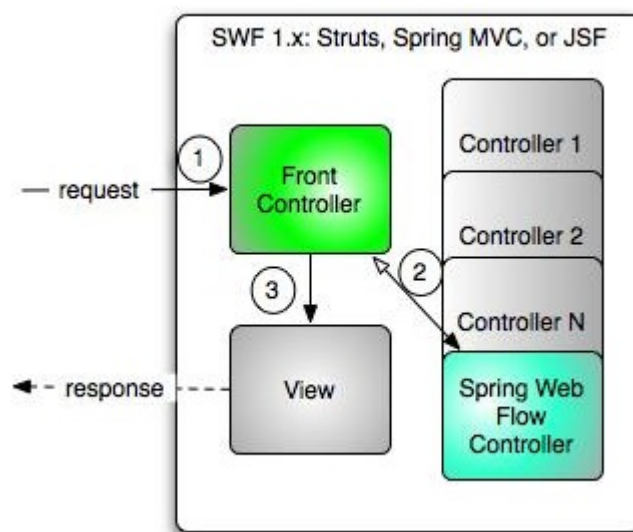 SWF 1.x: Struts, Spring MVC, or JSF
1
request
Front
Controller
Controller 1
Controller 2
2
3
Controller N
response
View
Spring Web
Flow
Controller